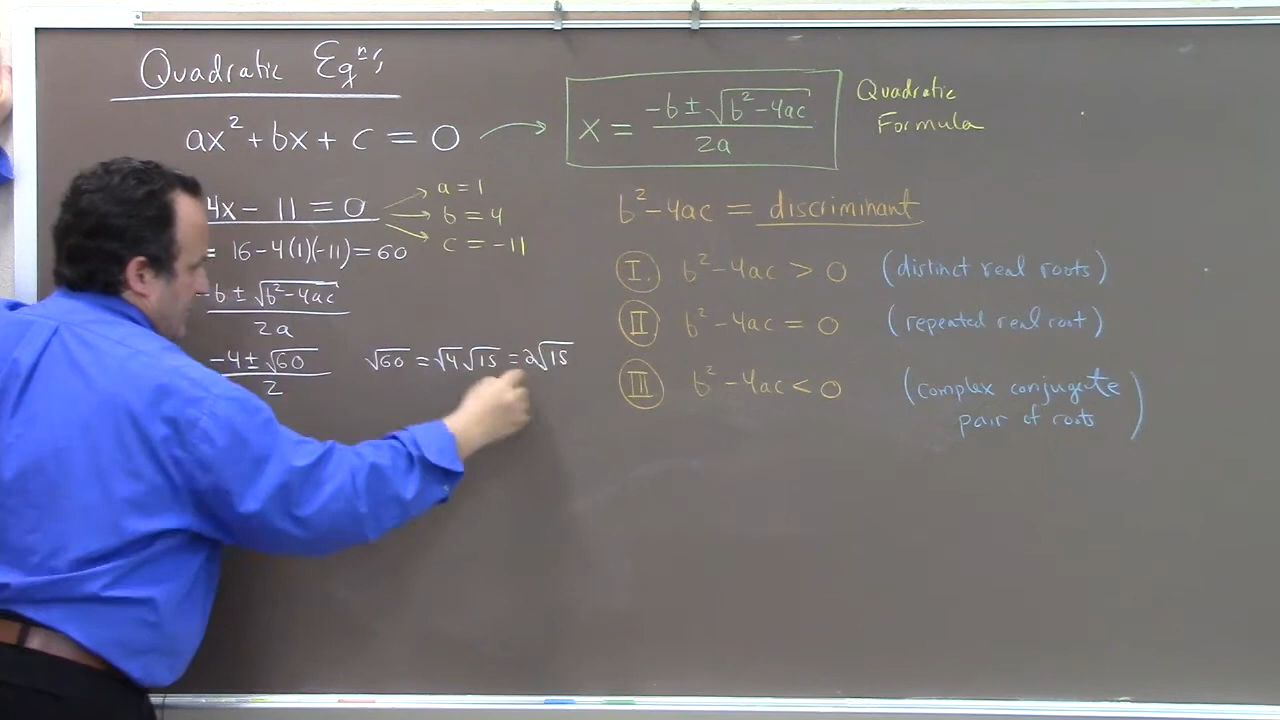 Quadratic Eqⁿˢ
ax² + bx + c = 0
x = (-b ± √(b² - 4ac)) / 2a
Quadratic
Formula
4x - 11 = 0
a = 1
b = 4
c = -11
= 16 - 4(1)(-11) = 60
-b ± √(b² - 4ac)
2a
-4 ± √60
2
√60 = √4 √15 = 2√15
b² - 4ac = discriminant
I. b² - 4ac > 0 (distinct real roots)
II b² - 4ac = 0 (repeated real root)
III b² - 4ac < 0 (complex conjugate
pair of roots)